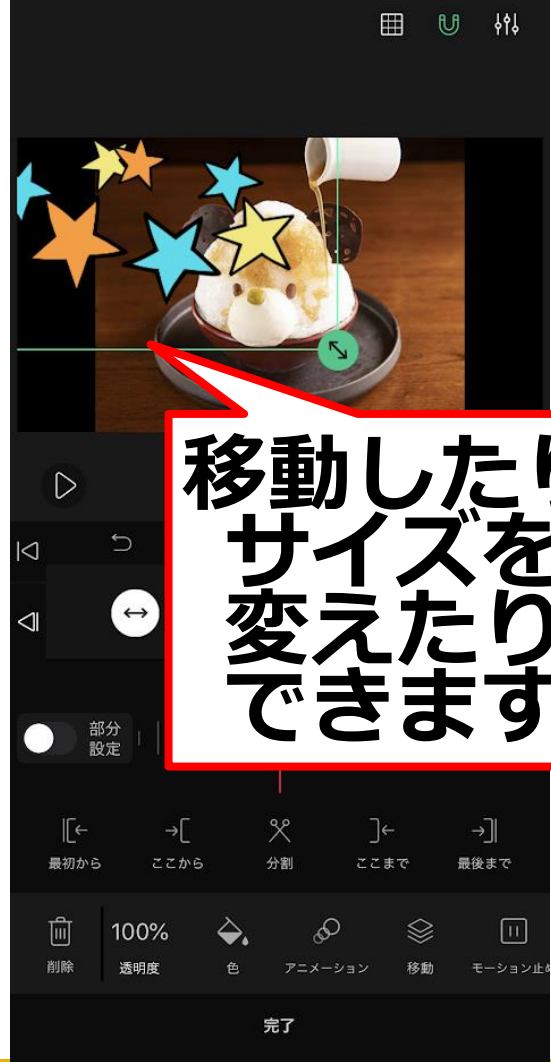 移動したり
サイズを
変えたり
できます
部分
設定
最初から
ここから
分割
ここまで
最後まで
削除
100%
透明度
色
アニメーション
移動
モーション止め
完了